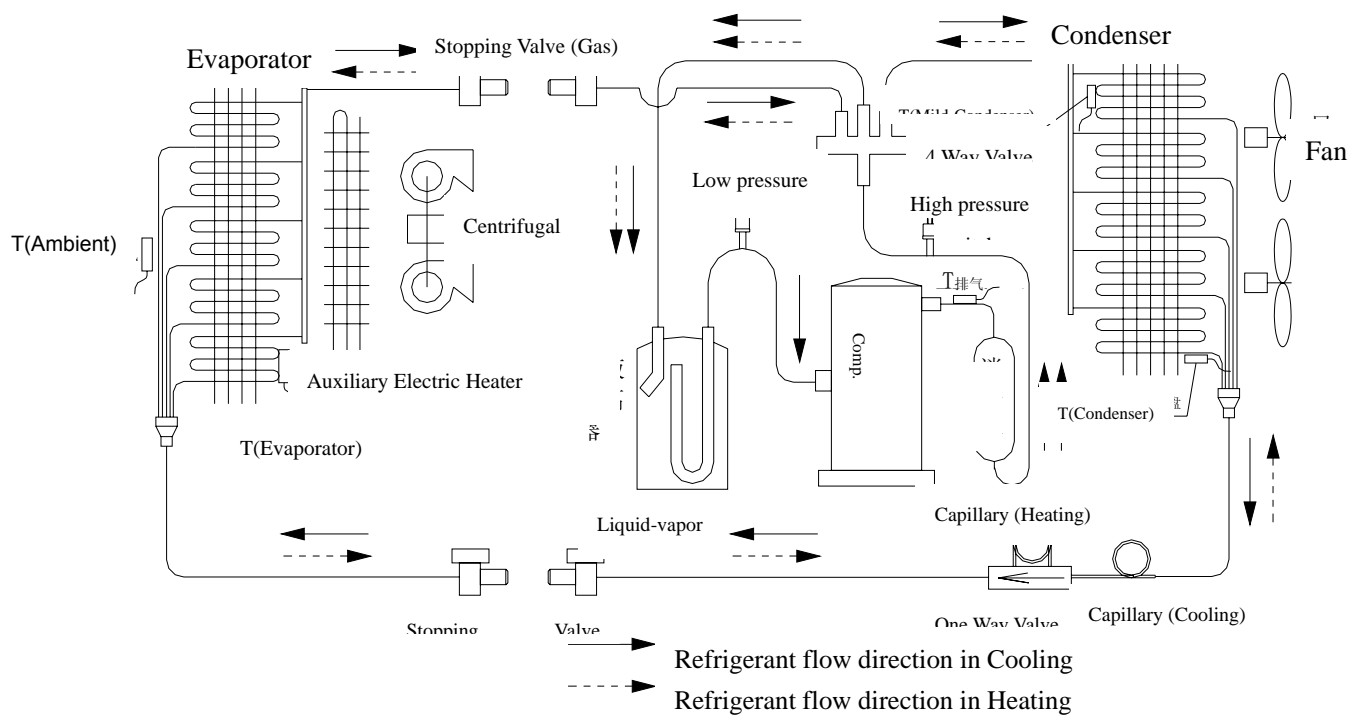 Evaporator
Stopping Valve (Gas)
Condenser
T(Mild Condenser)
4 Way Valve
Fan
Low pressure
High pressure
T(Ambient)
Centrifugal
T排气
Comp.
Auxiliary Electric Heater
T(Condenser)
T(Evaporator)
Liquid-vapor
Capillary (Heating)
Capillary (Cooling)
One Way Valve
Stopping
Valve
Refrigerant flow direction in Cooling
Refrigerant flow direction in Heating